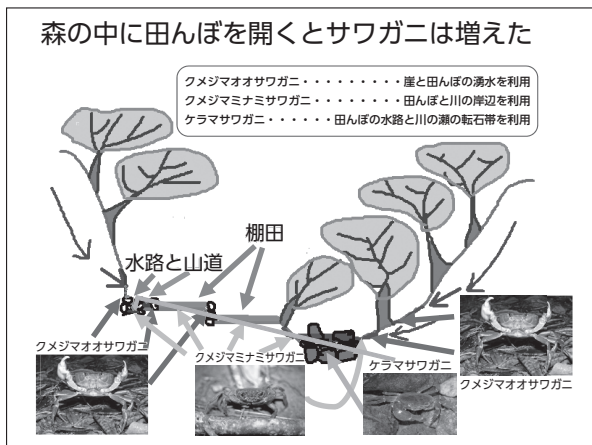 森の中に田んぼを開くとサワガニは増えた
クメジマオオサワガニ・・・・・・・・・崖と田んぼの湧水を利用
クメジマミナミサワガニ・・・・・・・・田んぼと川の岸辺を利用
ケラマサワガニ・・・・・・田んぼの水路と川の瀬の転石帯を利用
棚田
水路と山道
クメジマオオサワガニ
クメジマミナミサワガニ
ケラマサワガニ
クメジマオオサワガニ